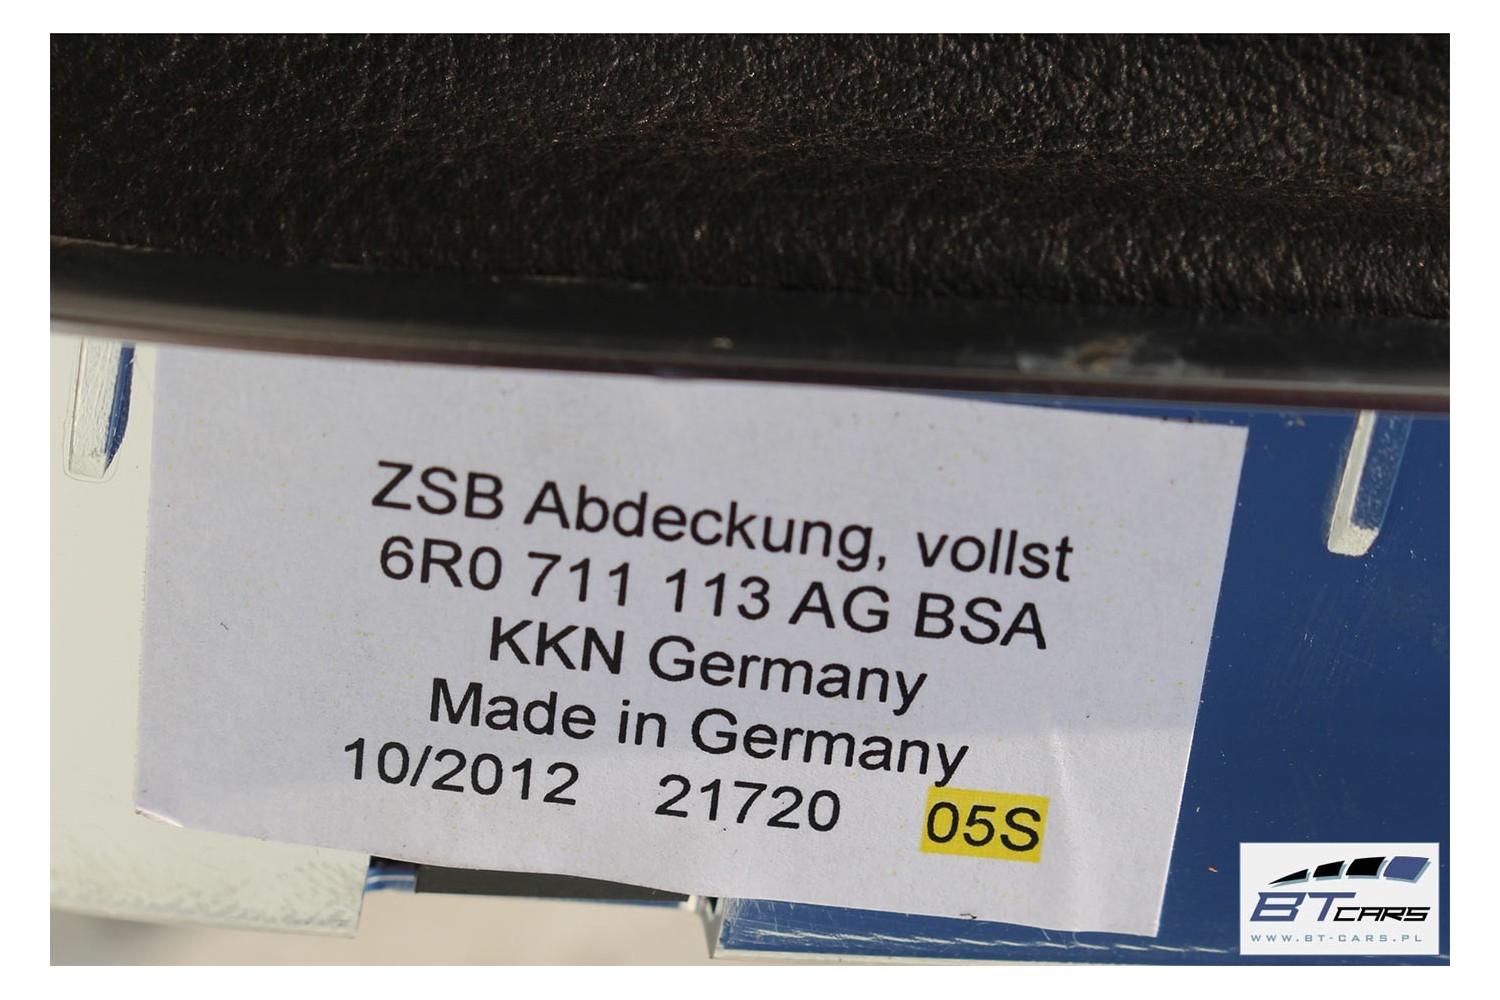 ZSB Abdeckung, vollst
6R0 711 113 AG BSA
KKN Germany
Made in Germany
10/2012 21720 05S
BT CARS
WWW.BT-CARS.PL